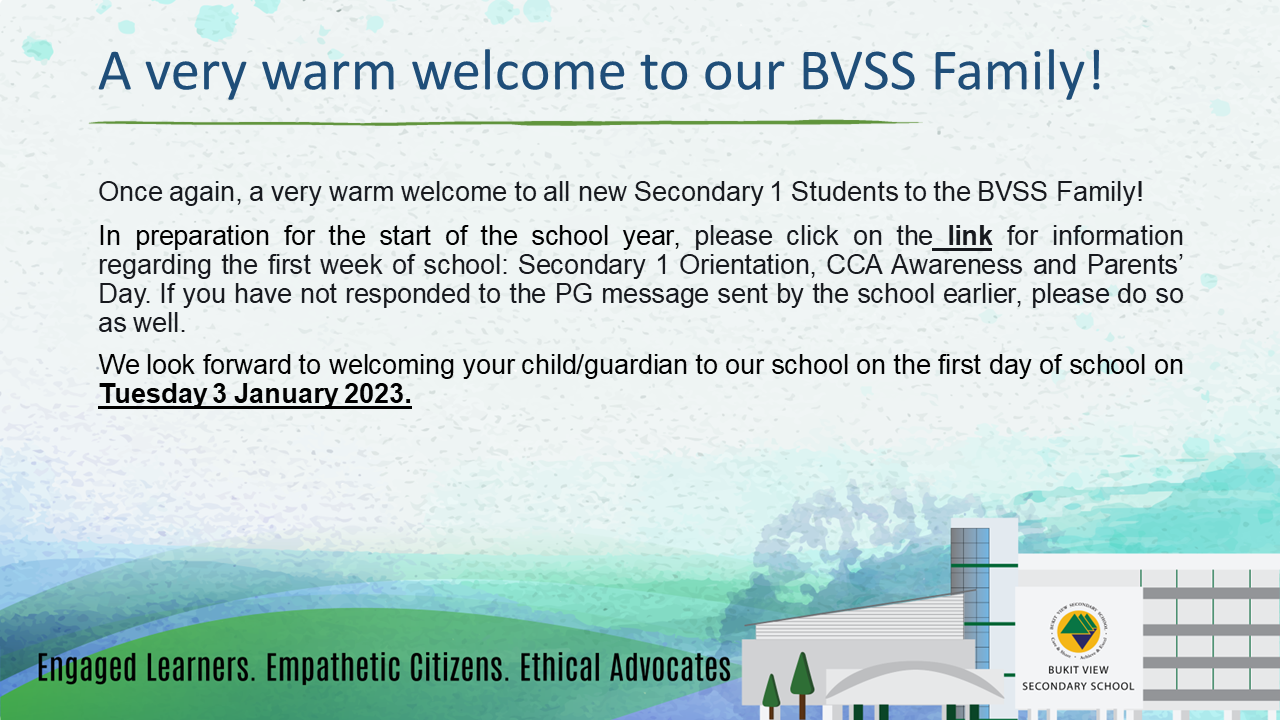 A very warm welcome to our BVSS Family!
Once again, a very warm welcome to all new Secondary 1 Students to the BVSS Family!
In preparation for the start of the school year, please click on the link for information
regarding the first week of school: Secondary 1 Orientation, CCA Awareness and Parents’
Day. If you have not responded to the PG message sent by the school earlier, please do so
as well.
We look forward to welcoming your child/guardian to our school on the first day of school on
Tuesday 3 January 2023.
Engaged Learners. Empathetic Citizens. Ethical Advocates
BUKIT VIEW SECONDARY SCHOOL
BUKIT VIEW
SECONDARY SCHOOL